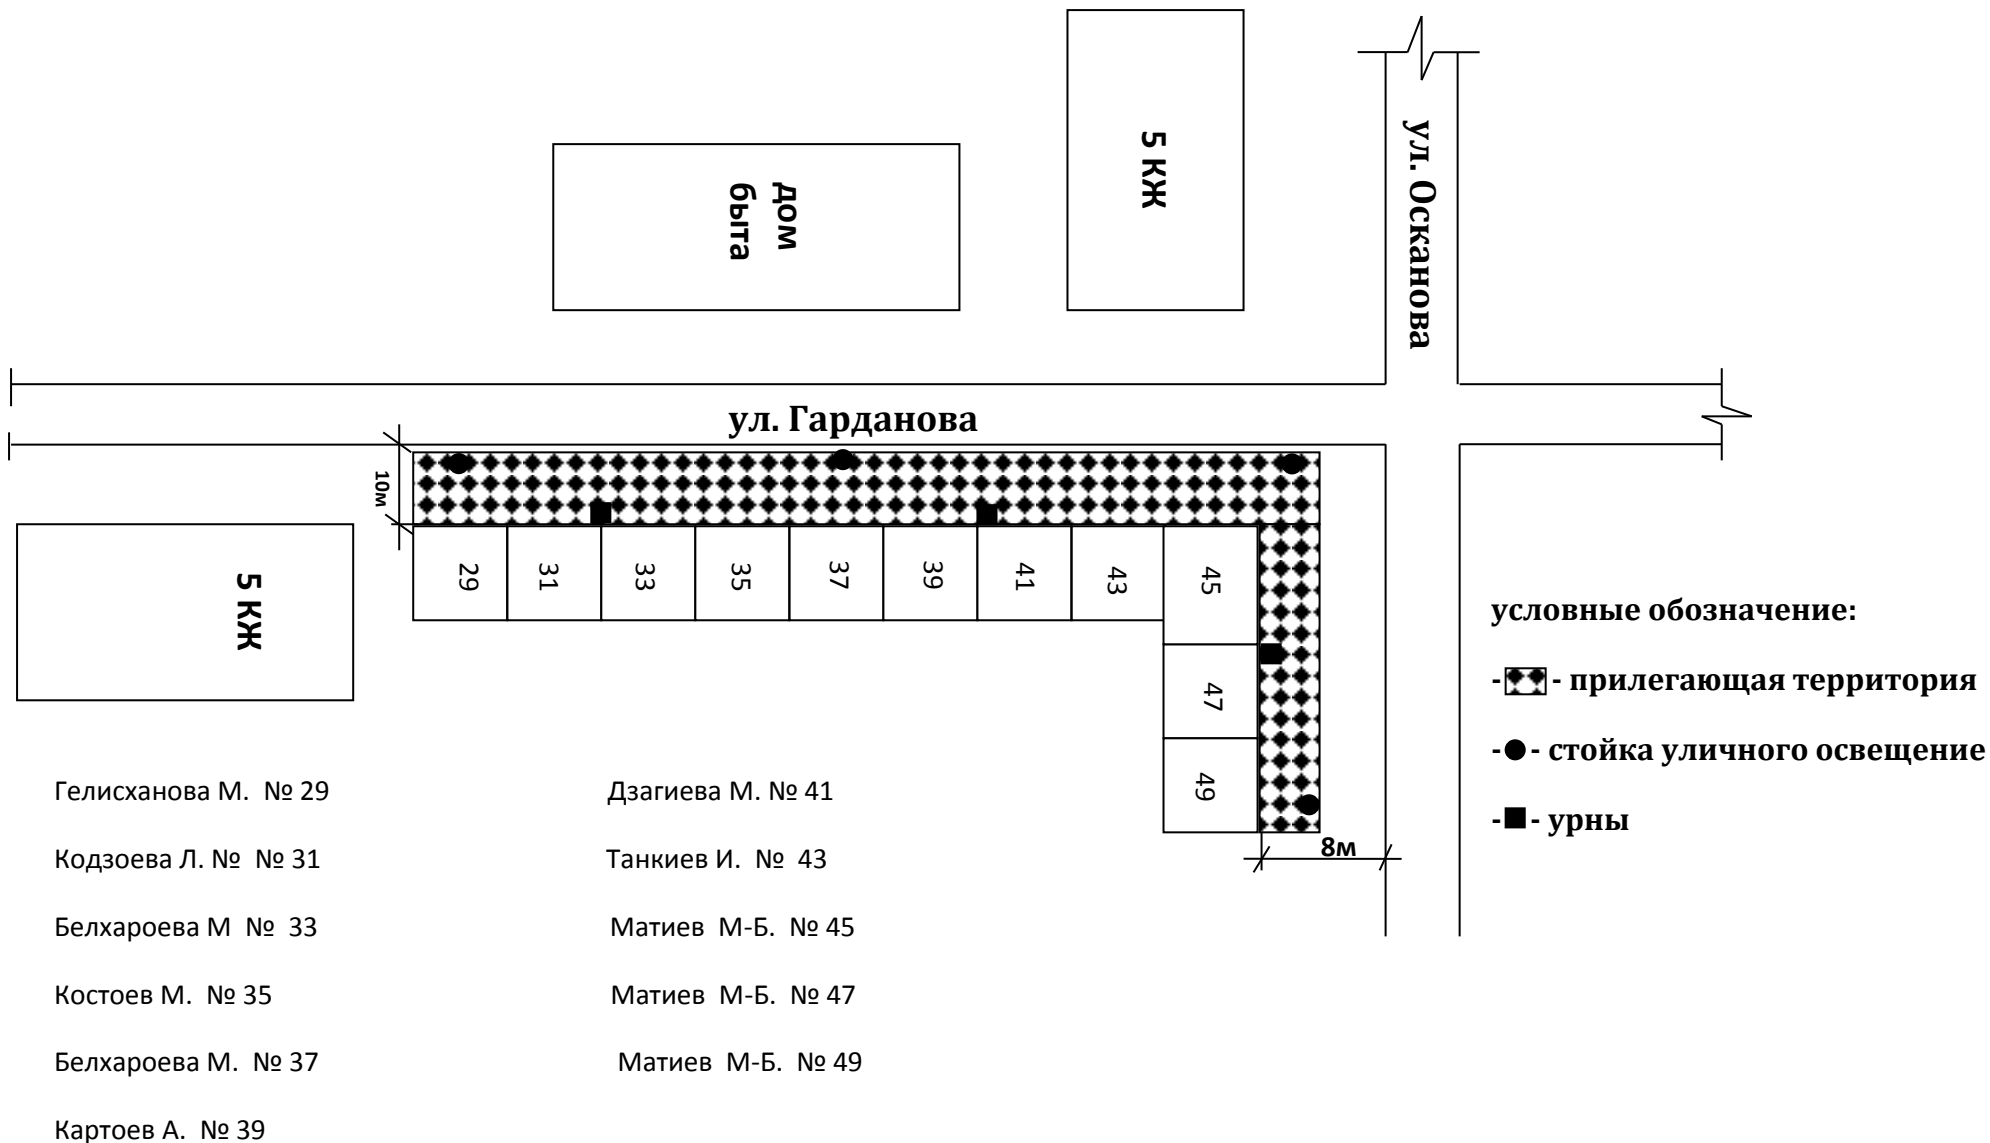 5 КЖ
дом
быта
ул. Осканова
ул. Гарданова
10м
29
31
33
35
37
39
41
43
45
47
49
5 КЖ
8м
условные обозначение:
- - прилегающая территория
- - стойка уличного освещение
- - урны
Гелисханова М. № 29
Кодзоева Л. № № 31
Белхароева М № 33
Костоев М. № 35
Белхароева М. № 37
Картоев А. № 39
Дзагиева М. № 41
Танкиев И. № 43
Матиев М-Б. № 45
Матиев М-Б. № 47
Матиев М-Б. № 49